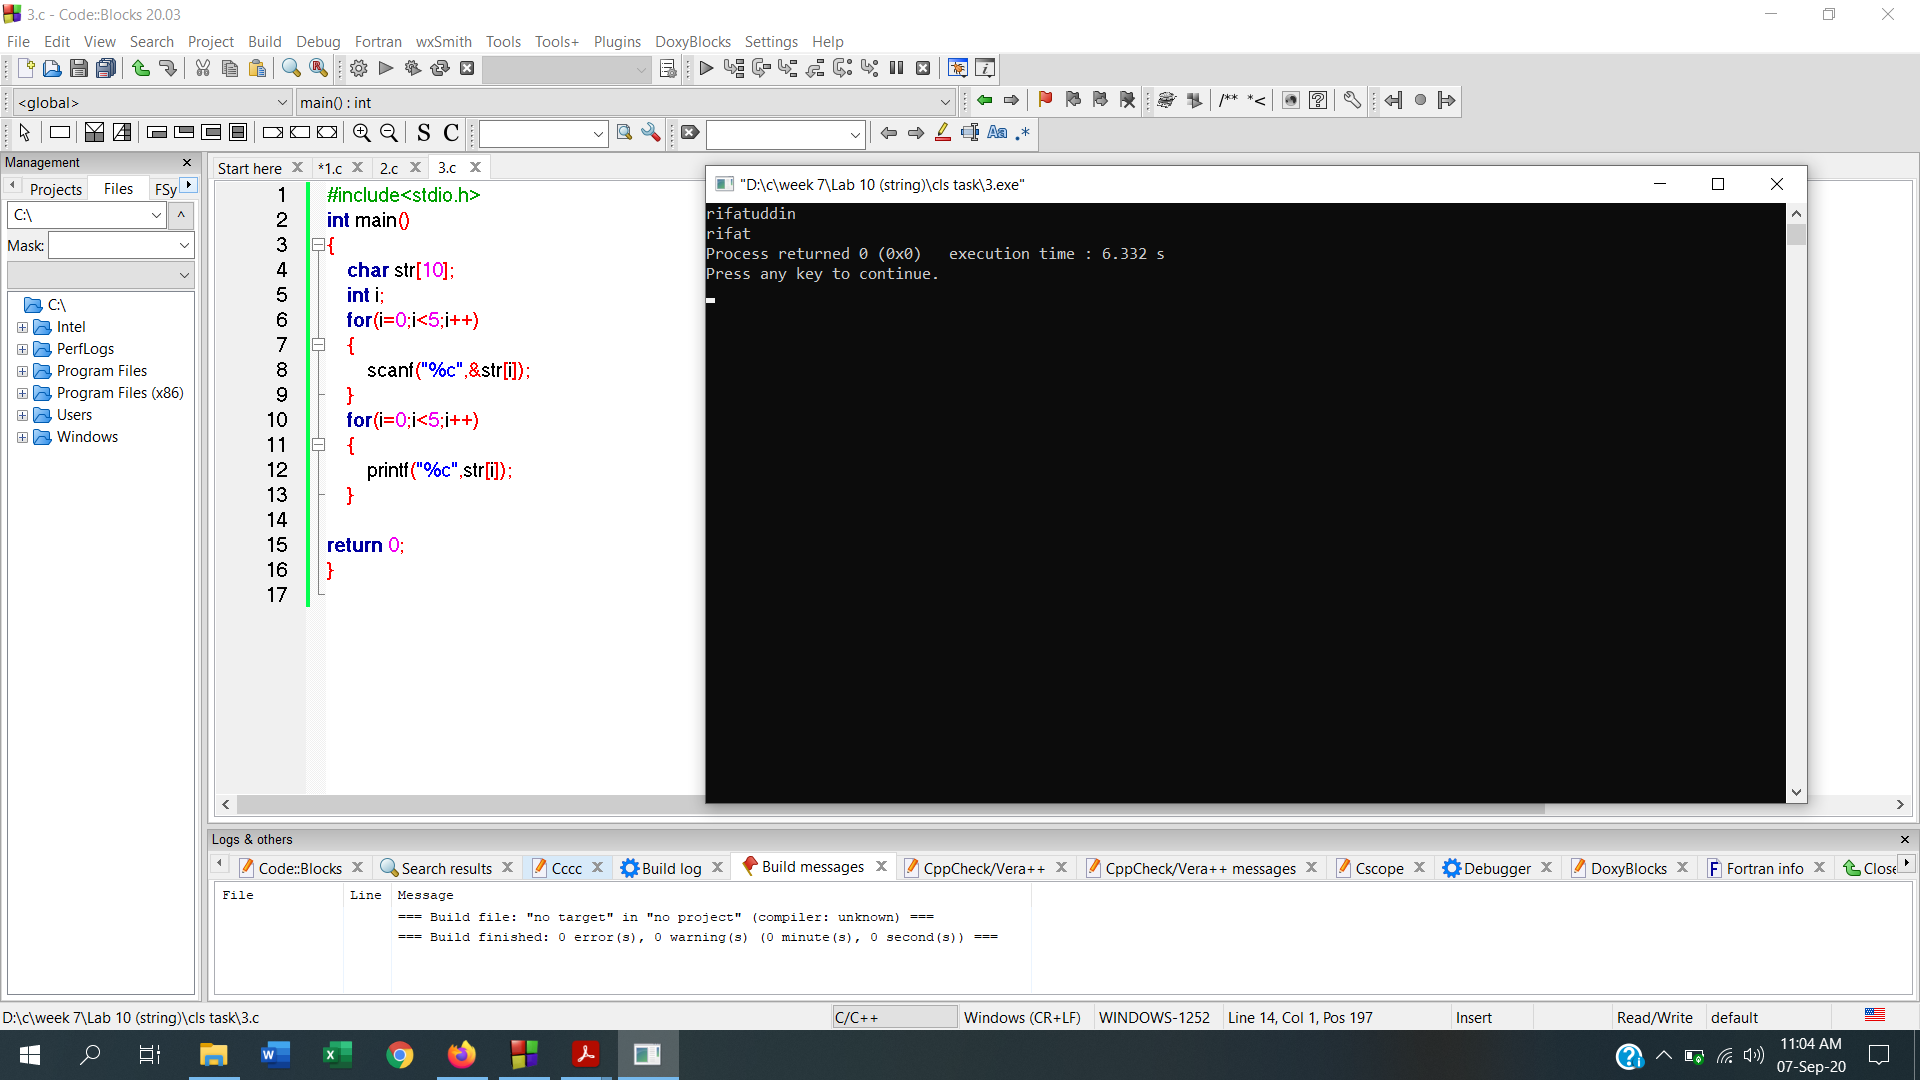 3.c - Code::Blocks 20.03
File Edit View Search Project Build Debug Fortran wxSmith Tools Tools+ Plugins DoxyBlocks Settings Help
<global> main() : int
/** *<
S C
Aa .*
Management
Projects Files FSy
C:\
Mask:
C:\
Intel
PerfLogs
Program Files
Program Files (x86)
Users
Windows
Start here *1.c 2.c 3.c
1 #include<stdio.h>
2 int main()
3 {
4 char str[10];
5 int i;
6 for(i=0;i<5;i++)
7 {
8 scanf("%c",&str[i]);
9 }
10 for(i=0;i<5;i++)
11 {
12 printf("%c",str[i]);
13 }
14
15 return 0;
16 }
17
"D:\c\week 7\Lab 10 (string)\cls task\3.exe"
rifatuddin
rifat
Process returned 0 (0x0)   execution time : 6.332 s
Press any key to continue.
Logs & others
Code::Blocks Search results Cccc Build log Build messages CppCheck/Vera++ CppCheck/Vera++ messages Cscope Debugger DoxyBlocks Fortran info Close
File Line Message
=== Build file: "no target" in "no project" (compiler: unknown) ===
=== Build finished: 0 error(s), 0 warning(s) (0 minute(s), 0 second(s)) ===
D:\c\week 7\Lab 10 (string)\cls task\3.c C/C++ Windows (CR+LF) WINDOWS-1252 Line 14, Col 1, Pos 197 Insert Read/Write default
11:04 AM
07-Sep-20